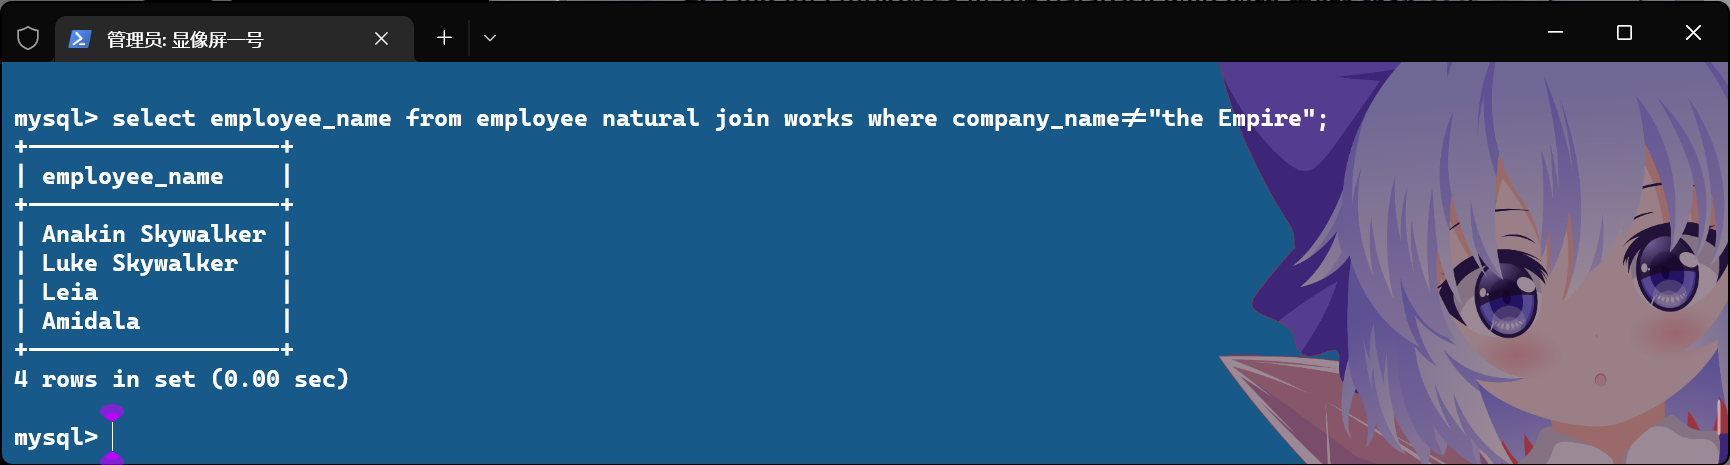 管理员: 显像屏一号
mysql> select employee_name from employee natural join works where company_name!="the Empire";
+-------------------+
| employee_name     |
+-------------------+
| Anakin Skywalker |
| Luke Skywalker   |
| Leia             |
| Amidala          |
+-------------------+
4 rows in set (0.00 sec)
mysql>